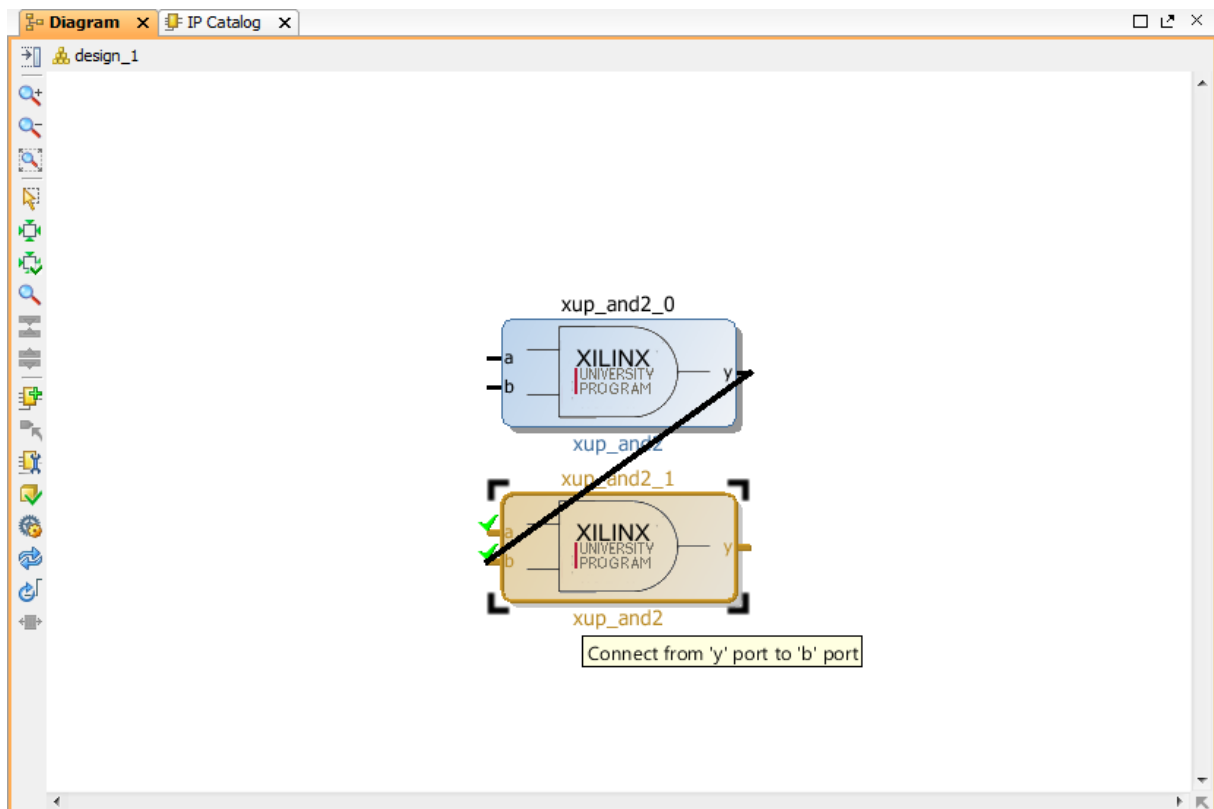 Diagram X IP Catalog X
design_1
xup_and2_0
a
b
XILINX
UNIVERSITY
PROGRAM
y
xup_and2
xup_and2_1
a
b
XILINX
UNIVERSITY
PROGRAM
y
xup_and2
Connect from 'y' port to 'b' port